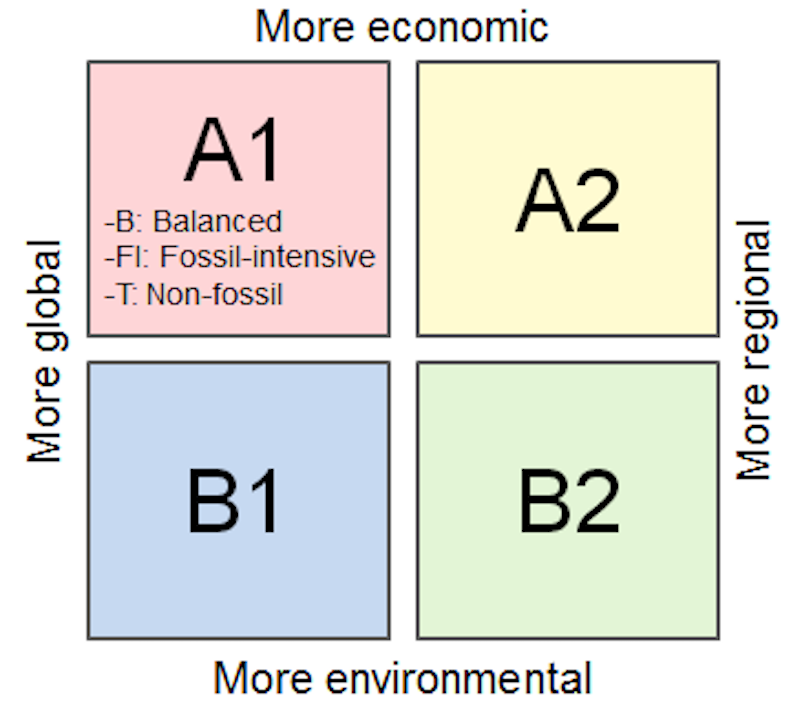 More economic
A1
-B: Balanced
-FI: Fossil-intensive
-T: Non-fossil
A2
More global
More regional
B1
B2
More environmental